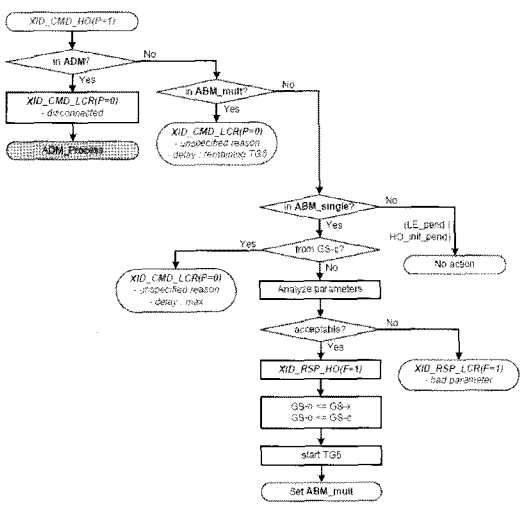 XID_CMD_HO(P=1)
in ADM?
No
Yes
XID_CMD_LCR(P=0)
- disconnected
ADM_Process
in ABM_mult?
No
Yes
XID_CMD_LCR(P=0)
- unspecified reason
- delay : remaining TG5
in ABM_single?
No
Yes
(LE_pend |
HO_init_pend)
No action
from GS-c?
Yes
No
XID_CMD_LCR(P=0)
- unspecified reason
- delay : max
Analyze parameters
acceptable?
No
Yes
XID_RSP_HO(F=1)
XID_RSP_LCR(F=1)
- bad parameter
GS-n <= GS-x
GS-o <= GS-c
start TG5
Set ABM_mult